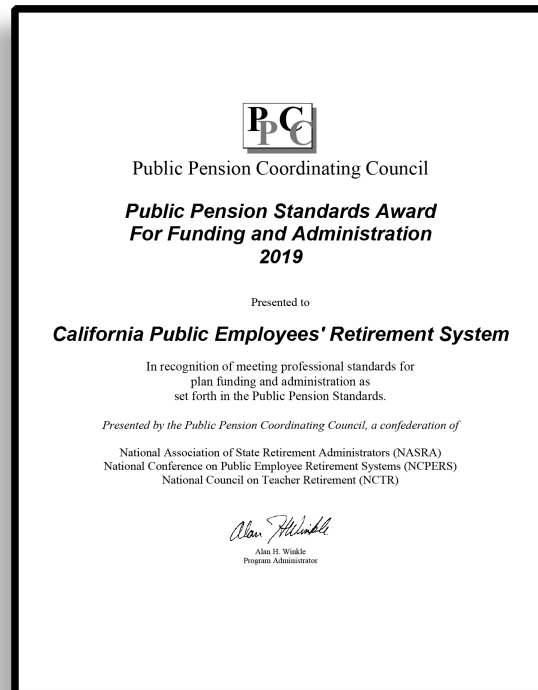 PPCC
Public Pension Coordinating Council
Public Pension Standards Award
For Funding and Administration
2019
Presented to
California Public Employees' Retirement System
In recognition of meeting professional standards for
plan funding and administration as
set forth in the Public Pension Standards.
Presented by the Public Pension Coordinating Council, a confederation of
National Association of State Retirement Administrators (NASRA)
National Conference on Public Employee Retirement Systems (NCPERS)
National Council on Teacher Retirement (NCTR)
Alan H Winkle
Alan H. Winkle
Program Administrator